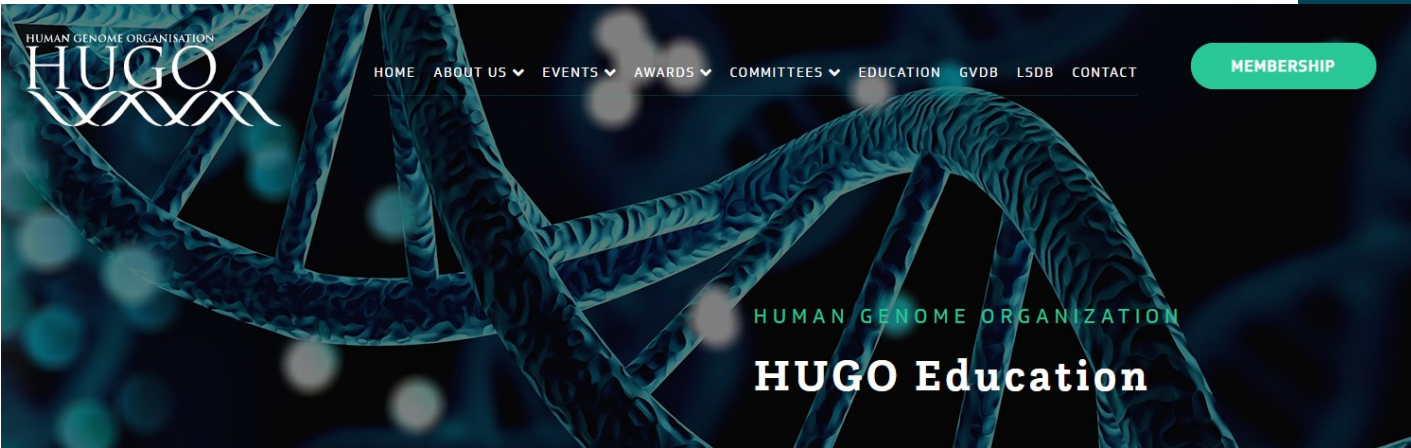 HUMAN GENOME ORGANISATION
HUGO
HOME ABOUT US EVENTS AWARDS COMMITTEES EDUCATION GVDB LSDB CONTACT
MEMBERSHIP
HUMAN GENOME ORGANIZATION
HUGO Education